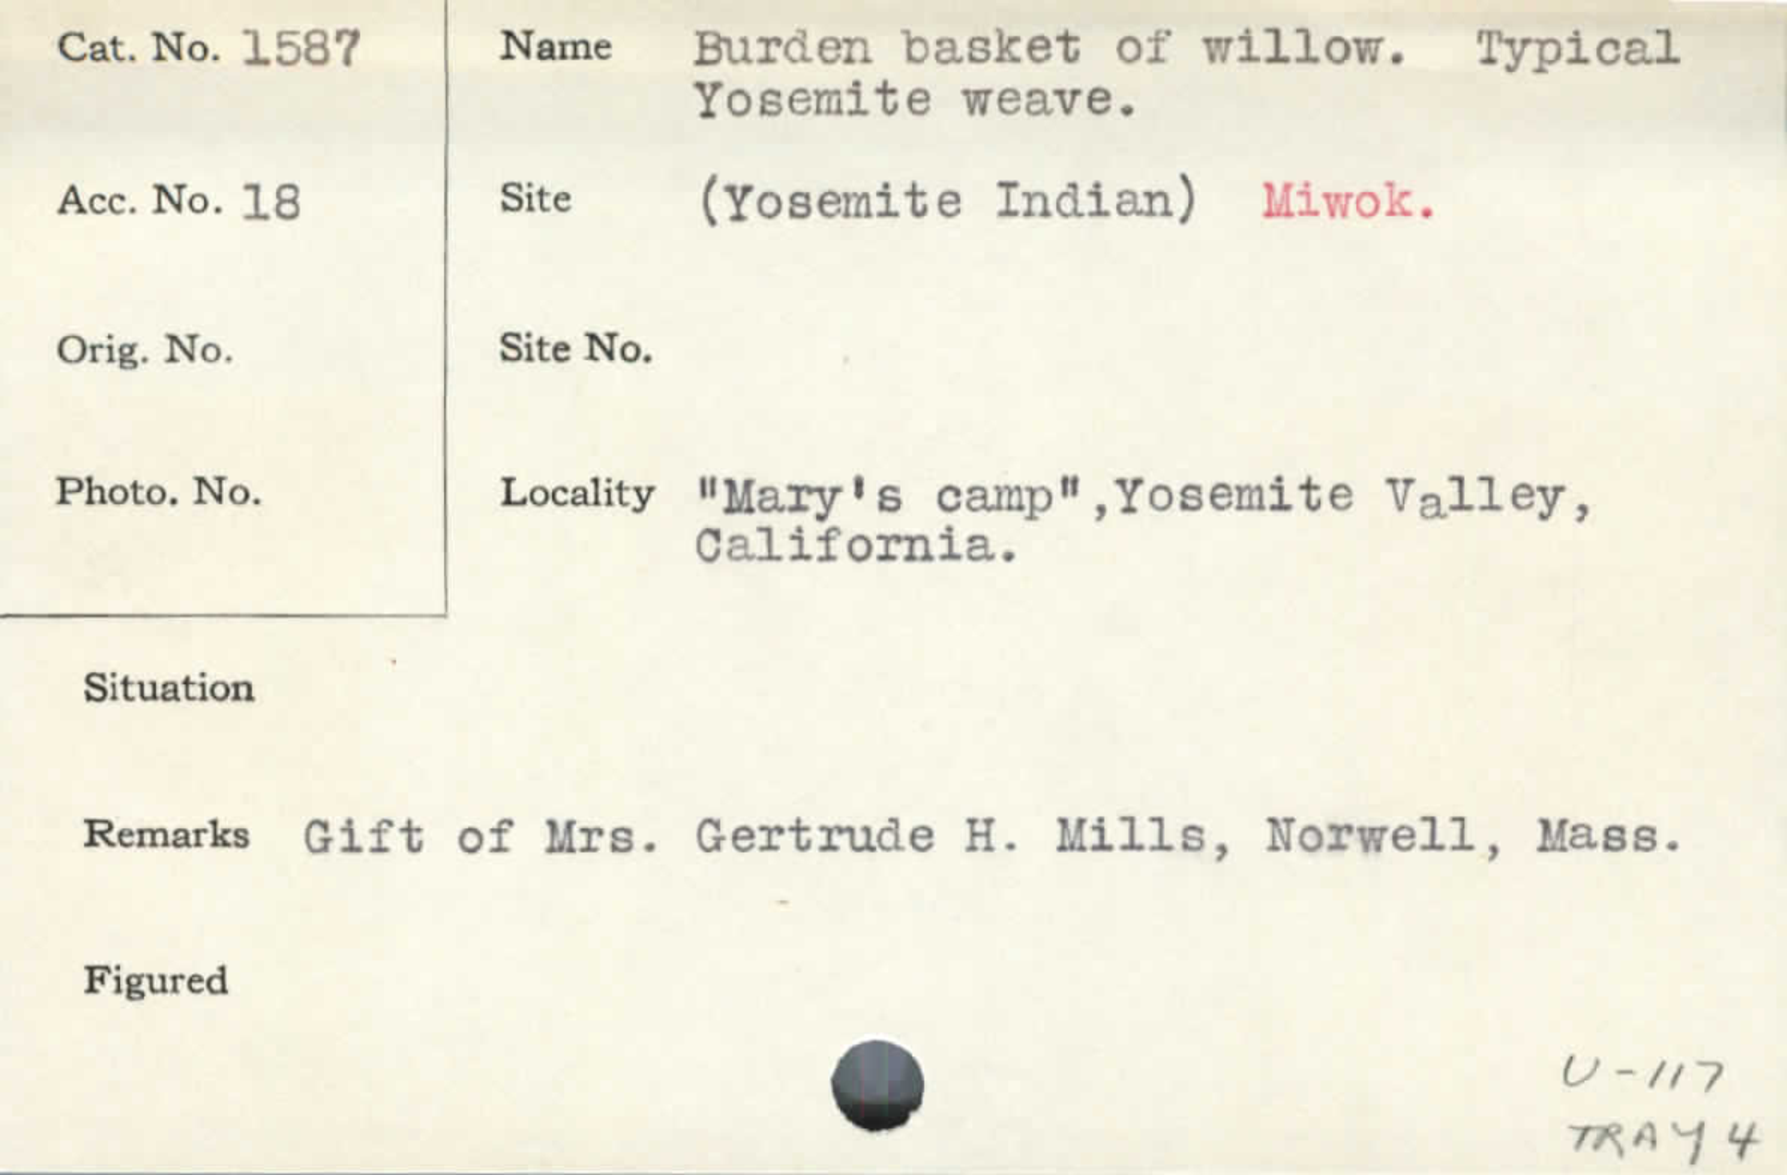 Cat. No. 1587
Name Burden basket of willow. Typical
Yosemite weave.
Acc. No. 18
Site (Yosemite Indian) Miwok.
Orig. No.
Site No.
Photo. No.
Locality "Mary's camp",Yosemite Valley,
California.
Situation
Remarks Gift of Mrs. Gertrude H. Mills, Norwell, Mass.
Figured
U-117
TRAY 4